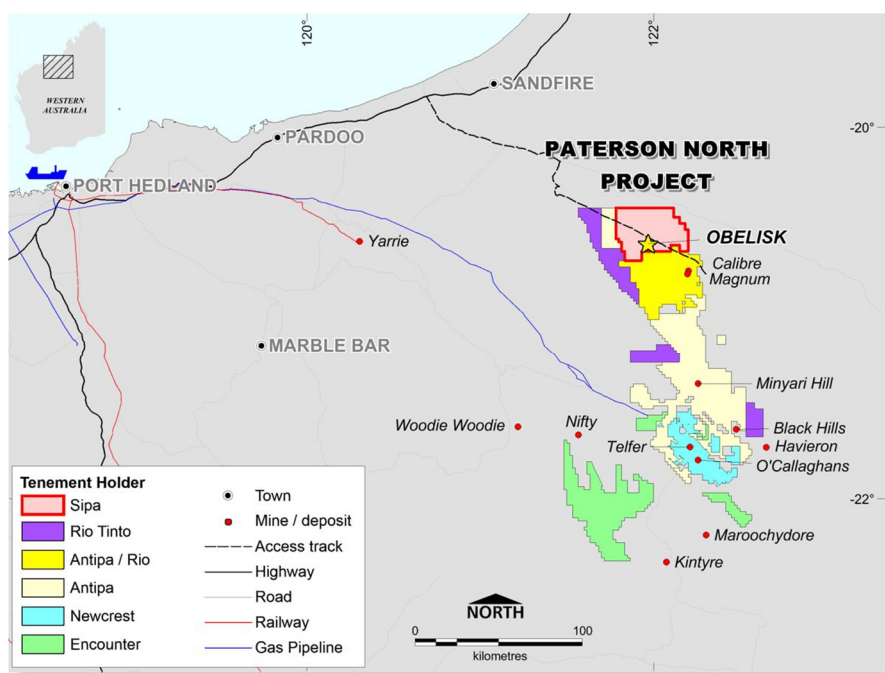 120°
122°
SANDFIRE
WESTERN
AUSTRALIA
PARDOO
-20°
PATERSON NORTH
PROJECT
PORT HEDLAND
OBELISK
Yarrie
Calibre
Magnum
MARBLE BAR
Minyari Hill
Woodie Woodie
Nifty
Black Hills
Telfer
Havieron
O'Callaghans
Tenement Holder
Sipa
Rio Tinto
Antipa / Rio
Antipa
Newcrest
Encounter
Town
Mine / deposit
Access track
Highway
Road
Railway
Gas Pipeline
-22°
Maroochydore
Kintyre
NORTH
0
100
kilometres